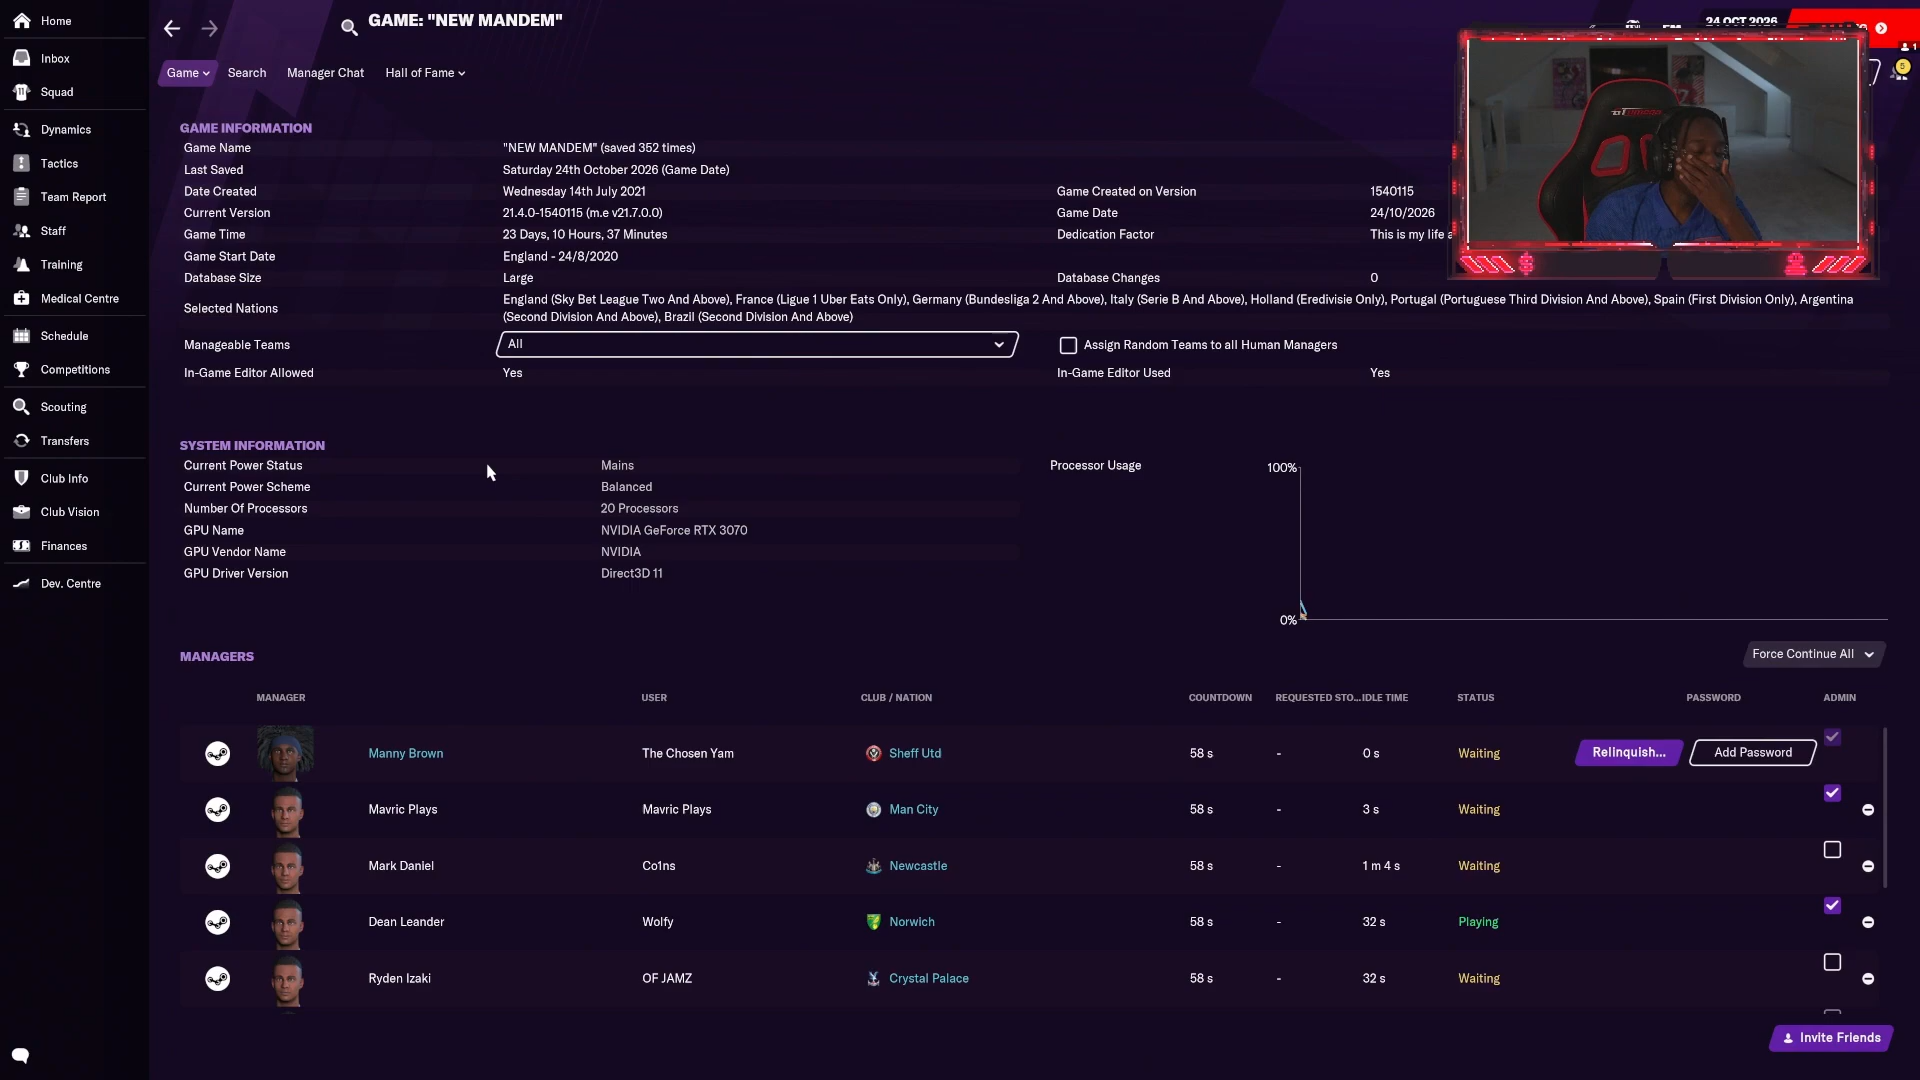 Home
Inbox
Squad
Dynamics
Tactics
Team Report
Staff
Training
Medical Centre
Schedule
Competitions
Scouting
Transfers
Club Info
Club Vision
Finances
Dev. Centre
GAME: "NEW MANDEM"
24 OCT 2026
1
5
Game
Search
Manager Chat
Hall of Fame
GAME INFORMATION
Game Name "NEW MANDEM" (saved 352 times)
Last Saved Saturday 24th October 2026 (Game Date)
Date Created Wednesday 14th July 2021 Game Created on Version 1540115
Current Version 21.4.0-1540115 (m.e v21.7.0.0) Game Date 24/10/2026
Game Time 23 Days, 10 Hours, 37 Minutes Dedication Factor This is my life
Game Start Date England - 24/8/2020
Database Size Large Database Changes 0
Selected Nations England (Sky Bet League Two And Above), France (Ligue 1 Uber Eats Only), Germany (Bundesliga 2 And Above), Italy (Serie B And Above), Holland (Eredivisie Only), Portugal (Portuguese Third Division And Above), Spain (First Division Only), Argentina
(Second Division And Above), Brazil (Second Division And Above)
Manageable Teams All Assign Random Teams to all Human Managers
In-Game Editor Allowed Yes In-Game Editor Used Yes
SYSTEM INFORMATION
Current Power Status Mains Processor Usage 100%
Current Power Scheme Balanced
Number Of Processors 20 Processors
GPU Name NVIDIA GeForce RTX 3070
GPU Vendor Name NVIDIA
GPU Driver Version Direct3D 11
0%
MANAGERS
Force Continue All
MANAGER USER CLUB / NATION COUNTDOWN REQUESTED STO... IDLE TIME STATUS PASSWORD ADMIN
Manny Brown The Chosen Yam Sheff Utd 58 s - 0 s Waiting Relinquish... Add Password
Mavric Plays Mavric Plays Man City 58 s - 3 s Waiting
Mark Daniel Co1ns Newcastle 58 s - 1 m 4 s Waiting
Dean Leander Wolfy Norwich 58 s - 32 s Playing
Ryden Izaki OF JAMZ Crystal Palace 58 s - 32 s Waiting
Invite Friends